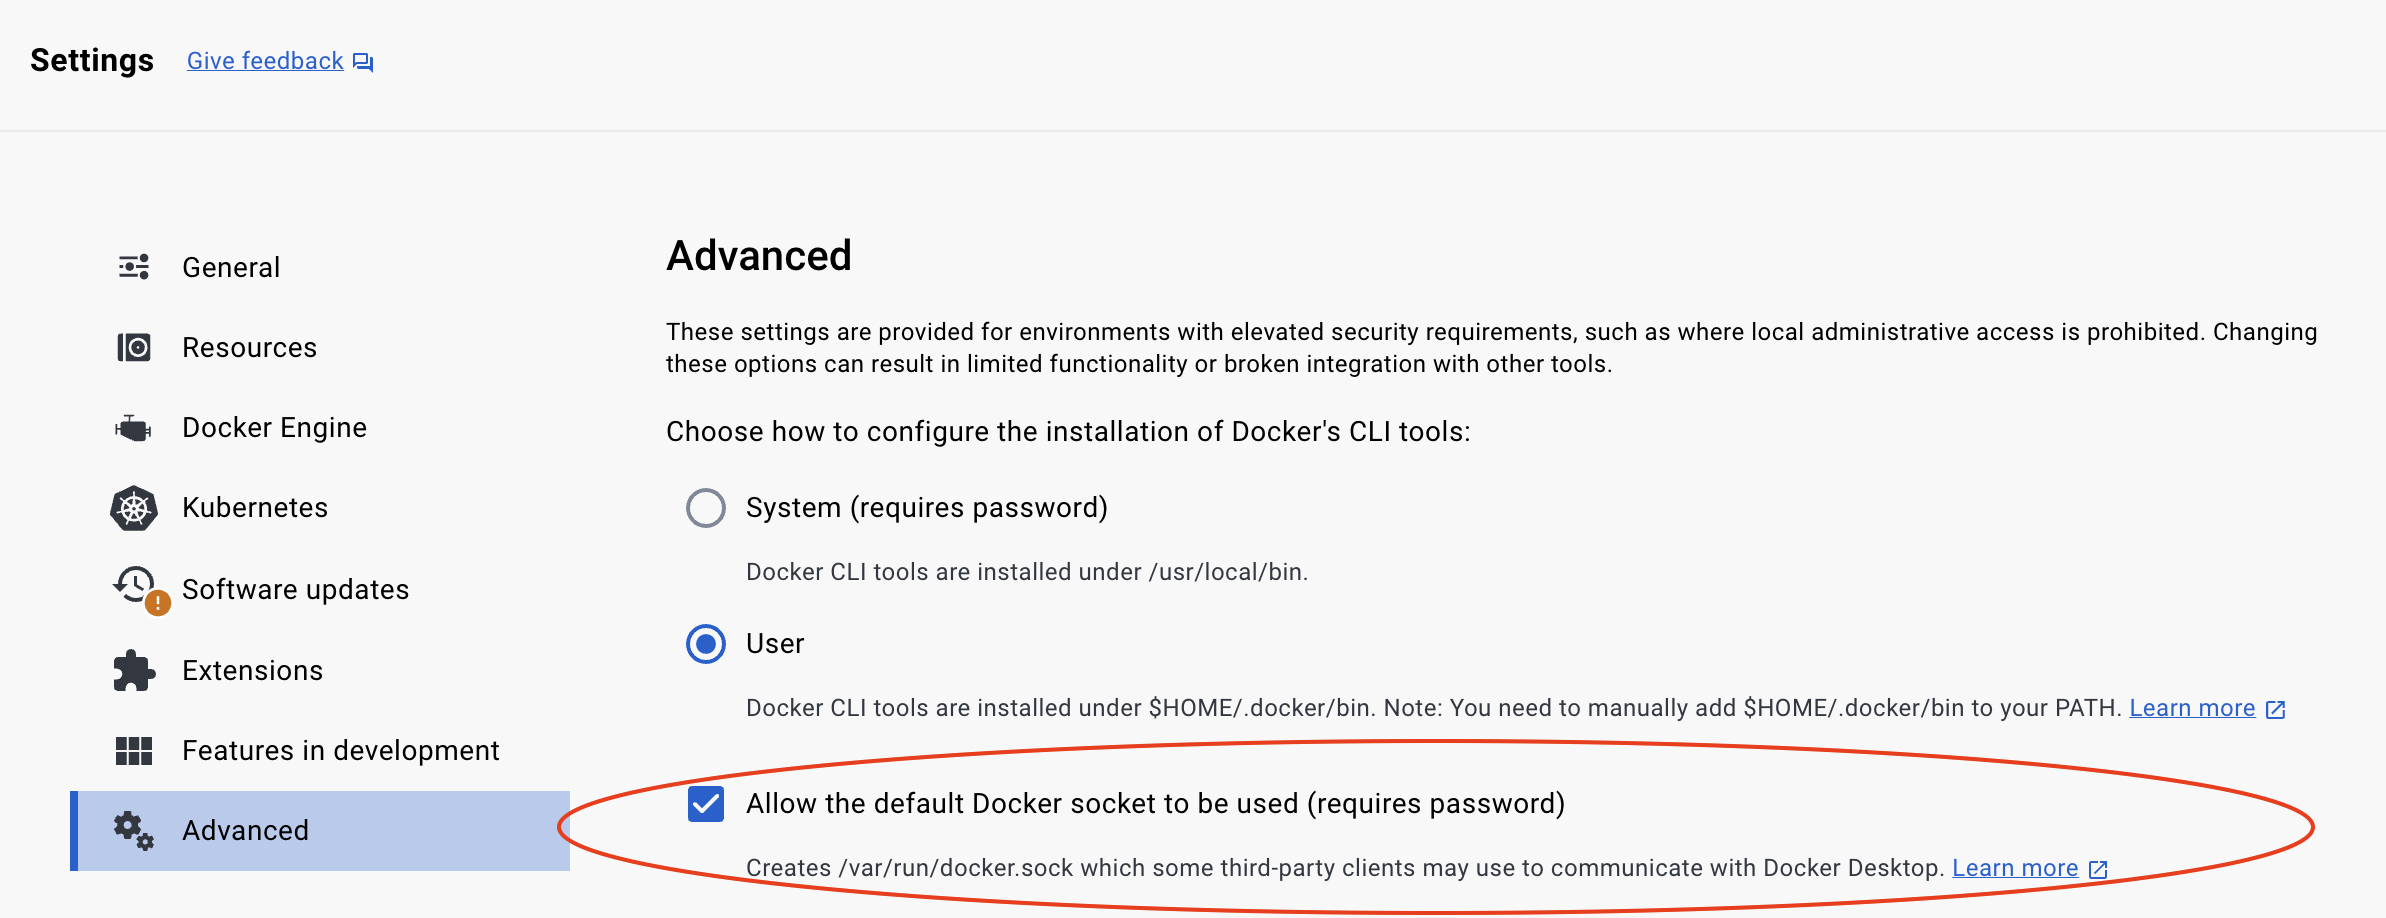 Settings
Give feedback
General
Resources
Docker Engine
Kubernetes
Software updates
Extensions
Features in development
Advanced
Advanced
These settings are provided for environments with elevated security requirements, such as where local administrative access is prohibited. Changing
these options can result in limited functionality or broken integration with other tools.
Choose how to configure the installation of Docker's CLI tools:
System (requires password)
Docker CLI tools are installed under /usr/local/bin.
User
Docker CLI tools are installed under $HOME/.docker/bin. Note: You need to manually add $HOME/.docker/bin to your PATH. Learn more
Allow the default Docker socket to be used (requires password)
Creates /var/run/docker.sock which some third-party clients may use to communicate with Docker Desktop. Learn more